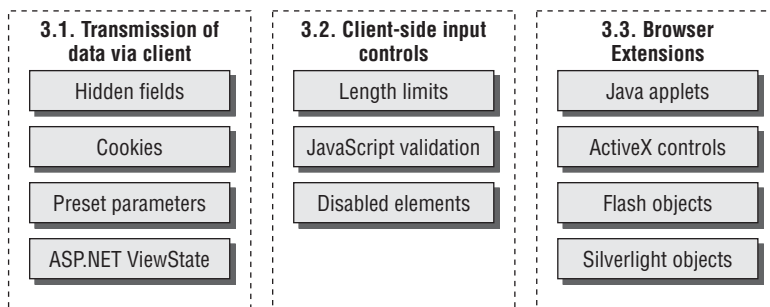 3.1. Transmission of
data via client
Hidden fields
Cookies
Preset parameters
ASP.NET ViewState
3.2. Client-side input
controls
Length limits
JavaScript validation
Disabled elements
3.3. Browser
Extensions
Java applets
ActiveX controls
Flash objects
Silverlight objects